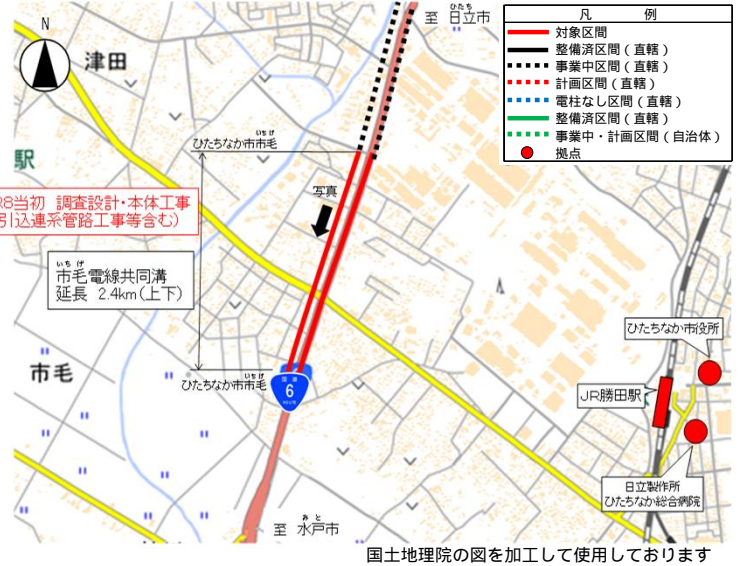 N
津田
駅
至 日立市
ひたち
凡 例
対象区間
整備済区間(直轄)
事業中区間(直轄)
計画区間(直轄)
電柱なし区間(直轄)
整備済区間(直轄)
事業中・計画区間(自治体)
拠点
いちげ
ひたちなか市市毛
写真
R8当初 調査設計・本体工事
引込連系管路工事等含む)
いちげ
市毛電線共同溝
延長 2.4km(上下)
ひたちなか市役所
市毛
いちげ
ひたちなか市市毛
国道
6
ROUTE
JR勝田駅
日立製作所
ひたちなか総合病院
みと
至 水戸市
国土地理院の図を加工して使用しております